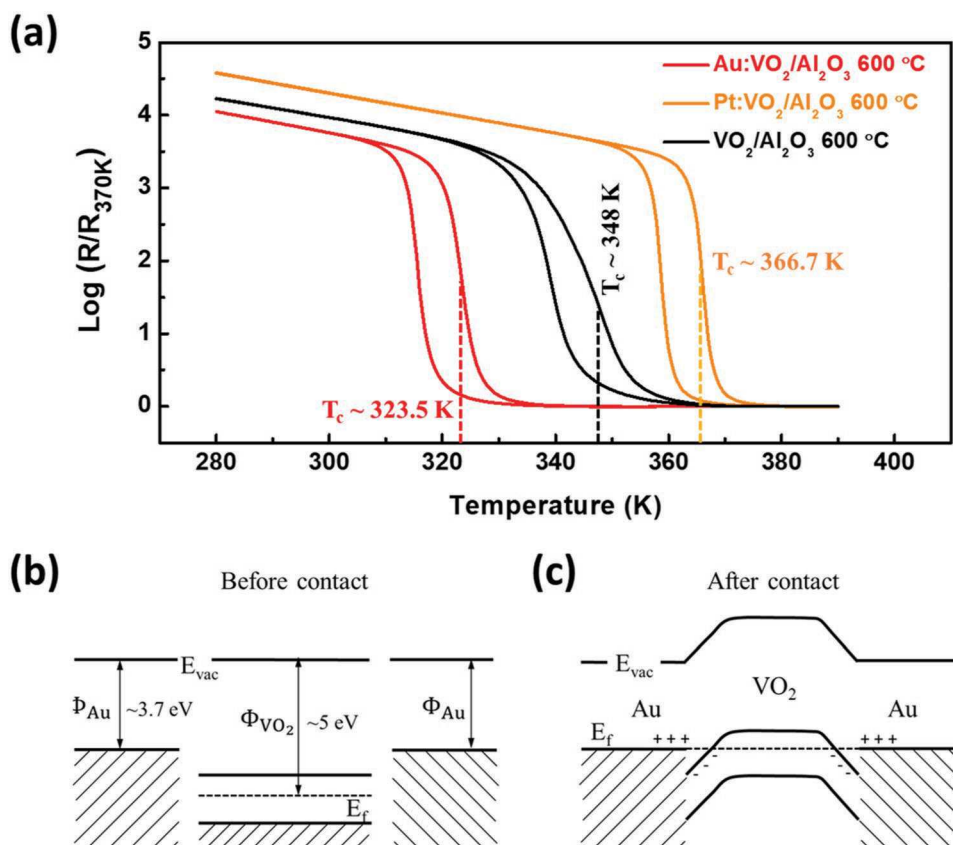 (a)
5
4
3
2
1
0
Log (R/R370K)
Au:VO2/Al2O3 600 °C
Pt:VO2/Al2O3 600 °C
VO2/Al2O3 600 °C
Tc ~ 348 K
Tc ~ 366.7 K
Tc ~ 323.5 K
280 300 320 340 360 380 400
Temperature (K)
(b)
Before contact
Evac
ΦAu ~3.7 eV
ΦVO2 ~5 eV
ΦAu
Ef
(c)
After contact
Evac
VO2
Au
Au
Ef
+ + +
+ + +
- - -
- - -